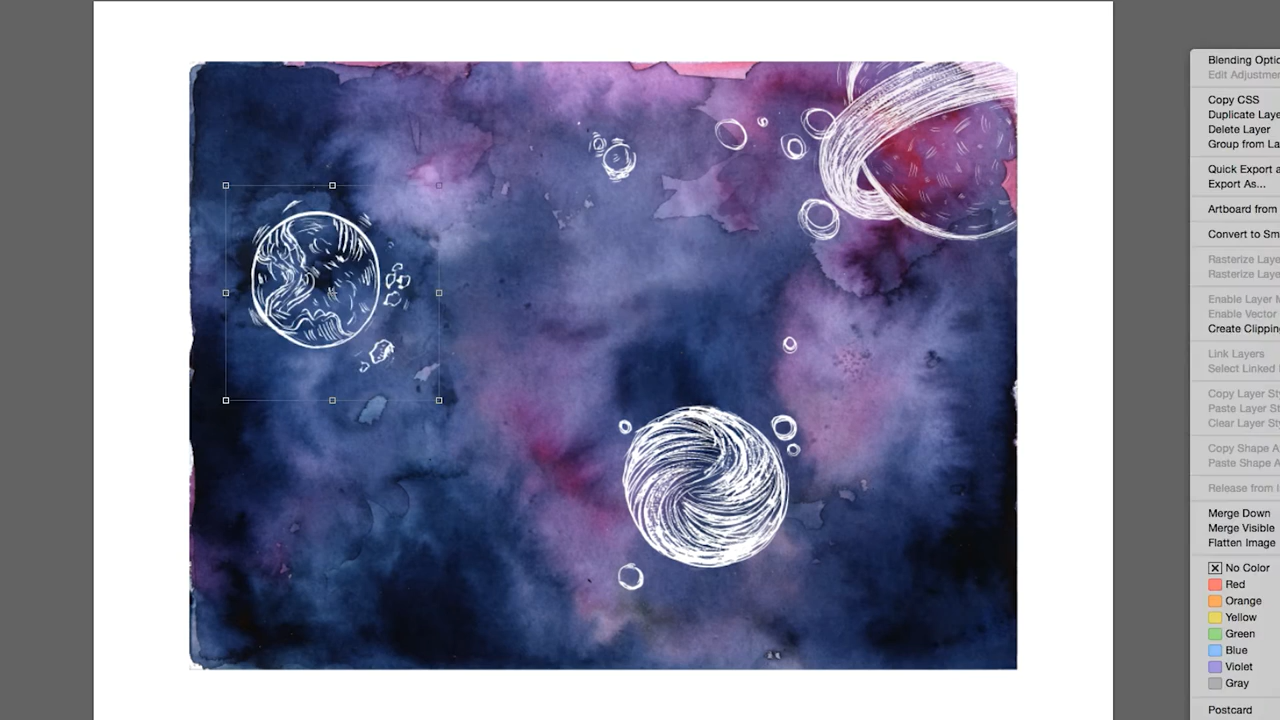 Blending Optio
Edit Adjustme
Copy CSS
Duplicate Laye
Delete Layer
Group from La
Quick Export a
Export As...
Artboard from
Convert to Sm
Rasterize Laye
Rasterize Laye
Enable Layer M
Enable Vector
Create Clippin
Link Layers
Select Linked
Copy Layer Sty
Paste Layer St
Clear Layer Sty
Copy Shape A
Paste Shape A
Release from I
Merge Down
Merge Visible
Flatten Image
No Color
Red
Orange
Yellow
Green
Blue
Violet
Gray
Postcard